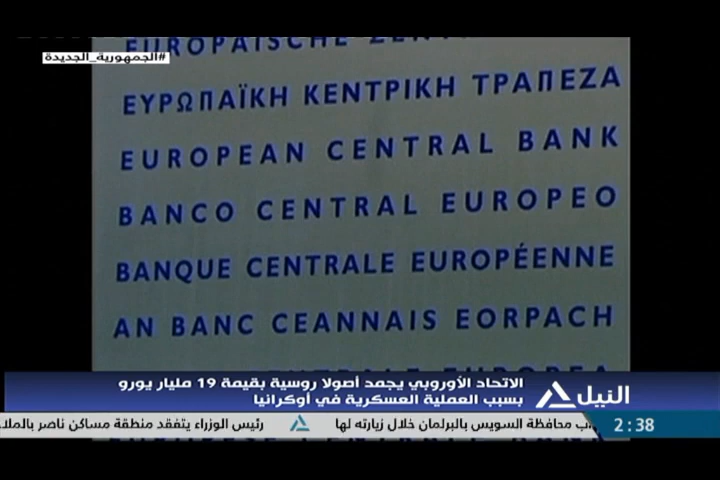 #الجمهورية_الجديدة
EUROPÄISCHE
ΕΥΡΩΠΑΪΚΗ ΚΕΝΤΡΙΚΗ ΤΡΑΠΕΖΑ
EUROPEAN CENTRAL BANK
BANCO CENTRAL EUROPEO
BANQUE CENTRALE EUROPÉENNE
AN BANC CEANNAIS EORPACH
الاتحاد الأوروبي يجمد أصولا روسية بقيمة 19 مليار يورو
بسبب العملية العسكرية في أوكرانيا
النيل
محافظة السويس بالبرلمان خلال زيارته لها رئيس الوزراء يتفقد منطقة مساكن ناصر
2:38